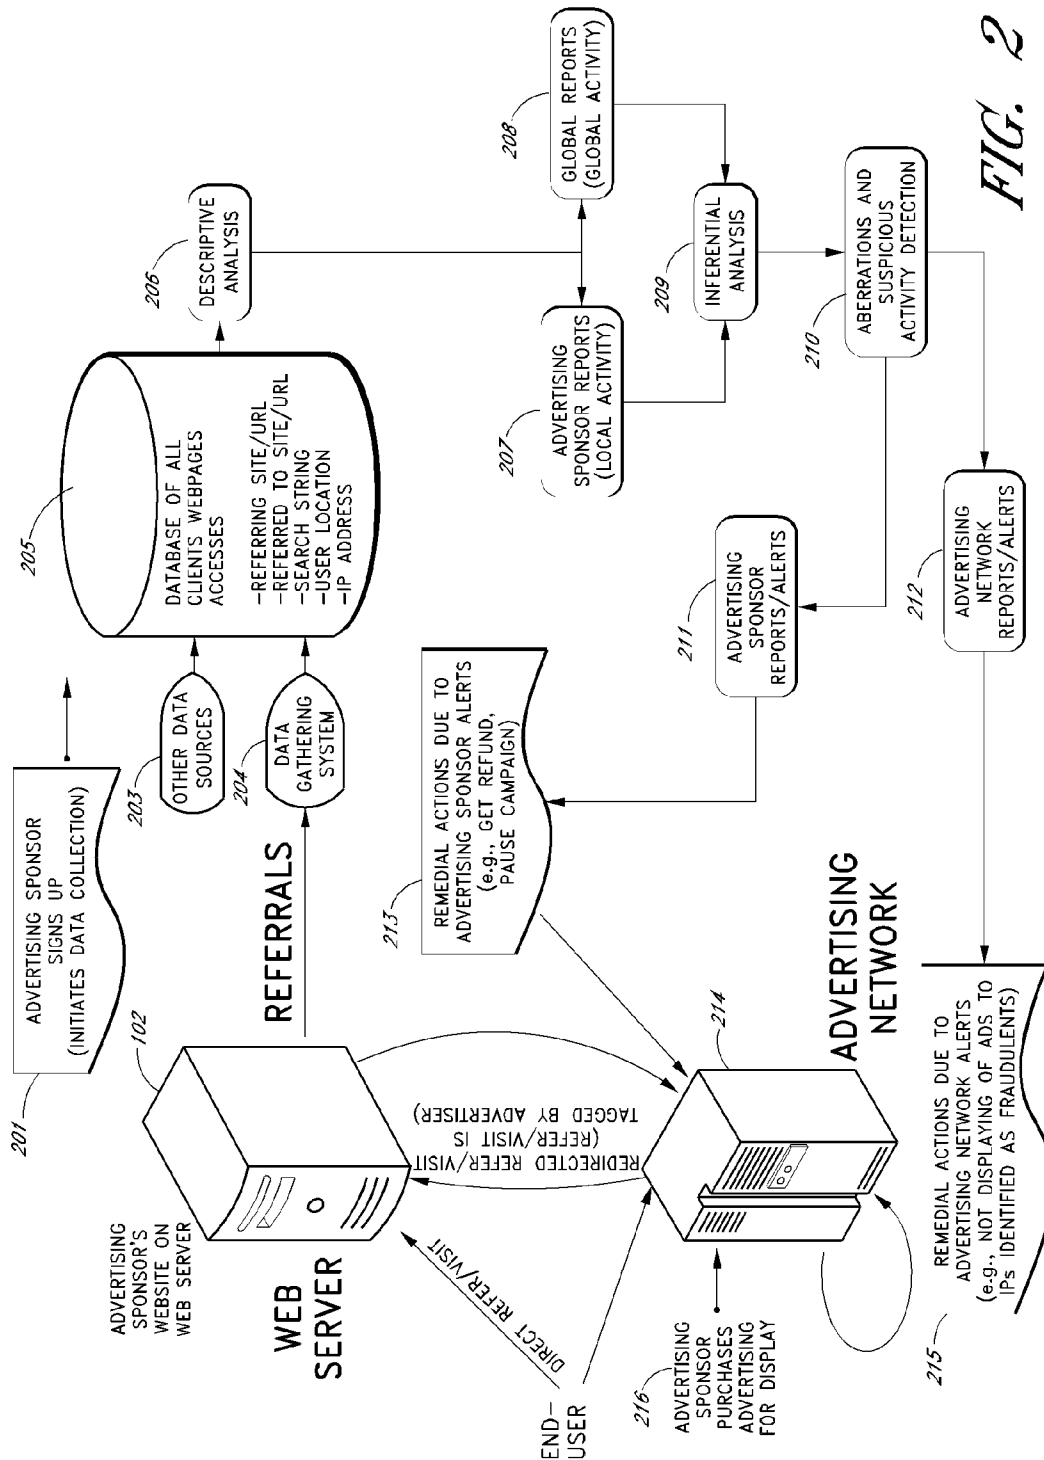 201
ADVERTISING SPONSOR
SIGNS UP
(INITIATES DATA COLLECTION)
205
DATABASE OF ALL
CLIENTS WEBPAGES
ACCESSES
-REFERRING SITE/URL
-REFERRED TO SITE/URL
-SEARCH STRING
-USER LOCATION
-IP ADDRESS
206
DESCRIPTIVE
ANALYSIS
203
OTHER DATA
SOURCES
204
DATA
GATHERING
SYSTEM
REFERRALS
102
ADVERTISING
SPONSOR'S
WEBSITE ON
WEB SERVER
WEB
SERVER
DIRECT REFER/VISIT
END-
USER
REDIRECTED REFER/VISIT
(REFER/VISIT IS
TAGGED BY ADVERTISER)
213
REMEDIAL ACTIONS DUE TO
ADVERTISING SPONSOR ALERTS
(e.g., GET REFUND,
PAUSE CAMPAIGN)
207
ADVERTISING
SPONSOR REPORTS
(LOCAL ACTIVITY)
208
GLOBAL REPORTS
(GLOBAL ACTIVITY)
209
INFERENTIAL
ANALYSIS
210
ABERRATIONS AND
SUSPICIOUS
ACTIVITY DETECTION
211
ADVERTISING
SPONSOR
REPORTS/ALERTS
212
ADVERTISING
NETWORK
REPORTS/ALERTS
214
ADVERTISING
NETWORK
216
ADVERTISING
SPONSOR
PURCHASES
ADVERTISING
FOR DISPLAY
215
REMEDIAL ACTIONS DUE TO
ADVERTISING NETWORK ALERTS
(e.g., NOT DISPLAYING OF ADS TO
IPs IDENTIFIED AS FRAUDULENTS)
FIG. 2